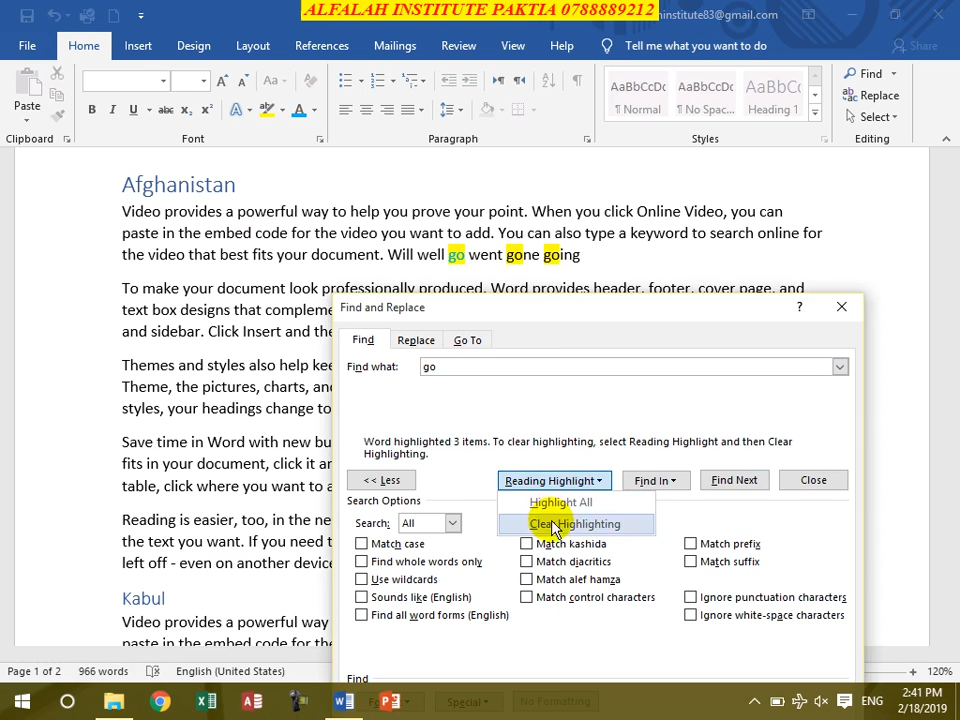 ALFALAH INSTITUTE PAKTIA 0788889212
ninstitute83@gmail.com
File Home Insert Design Layout References Mailings Review View Help Tell me what you want to do Share
Paste
Clipboard
B I U abc X₂ X²
Aa
Font
Paragraph
AaBbCcDc AaBbCcDc AaBbCc
¶ Normal ¶ No Spac... Heading 1
Styles
Find
Replace
Select
Editing
Afghanistan
Video provides a powerful way to help you prove your point. When you click Online Video, you can
paste in the embed code for the video you want to add. You can also type a keyword to search online for
the video that best fits your document. Will well go went gone going
To make your document look professionally produced, Word provides header, footer, cover page, and
text box designs that complem
and sidebar. Click Insert and the
Themes and styles also help kee
Theme, the pictures, charts, an
styles, your headings change to
Save time in Word with new bu
fits in your document, click it an
table, click where you want to a
Reading is easier, too, in the ne
the text you want. If you need t
left off - even on another device
Kabul
Video provides a powerful way
paste in the embed code for the
Find and Replace ?
Find Replace Go To
Find what: go
Word highlighted 3 items. To clear highlighting, select Reading Highlight and then Clear
Highlighting.
<< Less Reading Highlight Find In Find Next Close
Highlight All
Clear Highlighting
Search Options
Search: All
Match case
Find whole words only
Use wildcards
Sounds like (English)
Find all word forms (English)
Match kashida
Match diacritics
Match alef hamza
Match control characters
Match prefix
Match suffix
Ignore punctuation characters
Ignore white-space characters
Find
Special No Formatting
Page 1 of 2 966 words English (United States) 120%
ENG
2:41 PM
2/18/2019